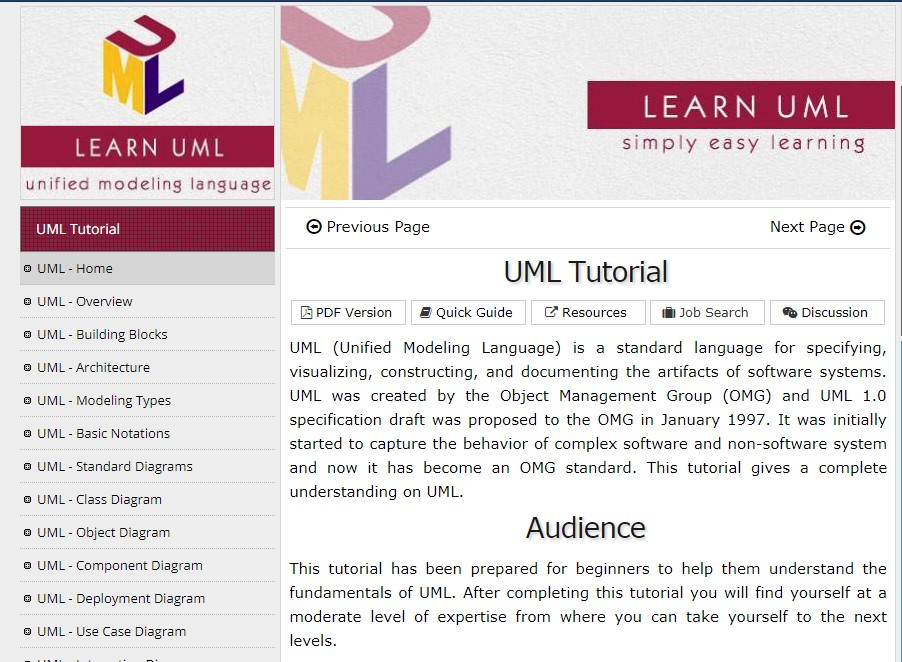 UML
LEARN UML
unified modeling language
UML
LEARN UML
simply easy learning
UML Tutorial
UML - Home
UML - Overview
UML - Building Blocks
UML - Architecture
UML - Modeling Types
UML - Basic Notations
UML - Standard Diagrams
UML - Class Diagram
UML - Object Diagram
UML - Component Diagram
UML - Deployment Diagram
UML - Use Case Diagram
Previous Page
Next Page
UML Tutorial
PDF Version
Quick Guide
Resources
Job Search
Discussion
UML (Unified Modeling Language) is a standard language for specifying,
visualizing, constructing, and documenting the artifacts of software systems.
UML was created by the Object Management Group (OMG) and UML 1.0
specification draft was proposed to the OMG in January 1997. It was initially
started to capture the behavior of complex software and non-software system
and now it has become an OMG standard. This tutorial gives a complete
understanding on UML.
Audience
This tutorial has been prepared for beginners to help them understand the
fundamentals of UML. After completing this tutorial you will find yourself at a
moderate level of expertise from where you can take yourself to the next
levels.